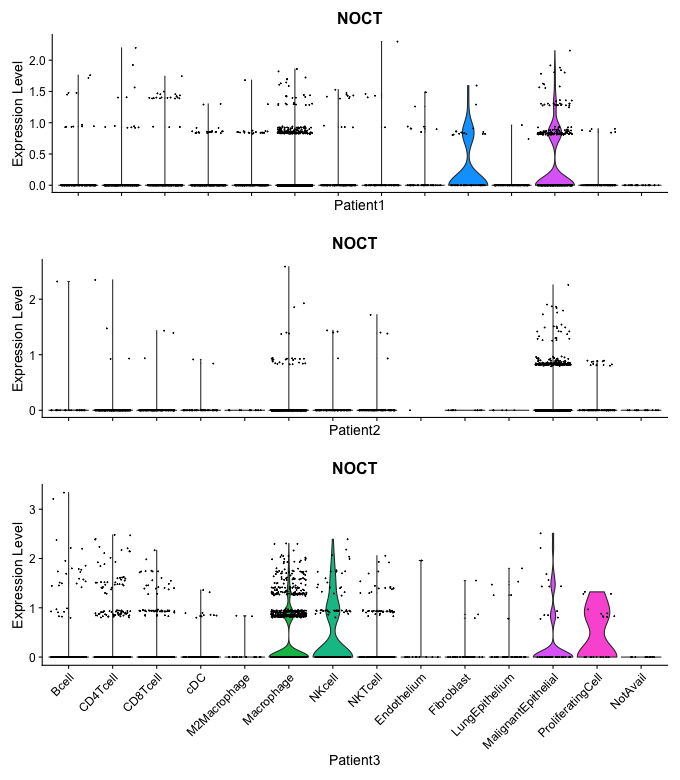 NOCT
Expression Level
2.0
1.5
1.0
0.5
0.0
Patient1
NOCT
Expression Level
2
1
0
Patient2
NOCT
Expression Level
3
2
1
0
Bcell
CD4Tcell
CD8Tcell
cDC
M2Macrophage
Macrophage
NKcell
NKTcell
Endothelium
Fibroblast
LungEpithelium
MalignantEpithelial
ProliferatingCell
NotAvail
Patient3